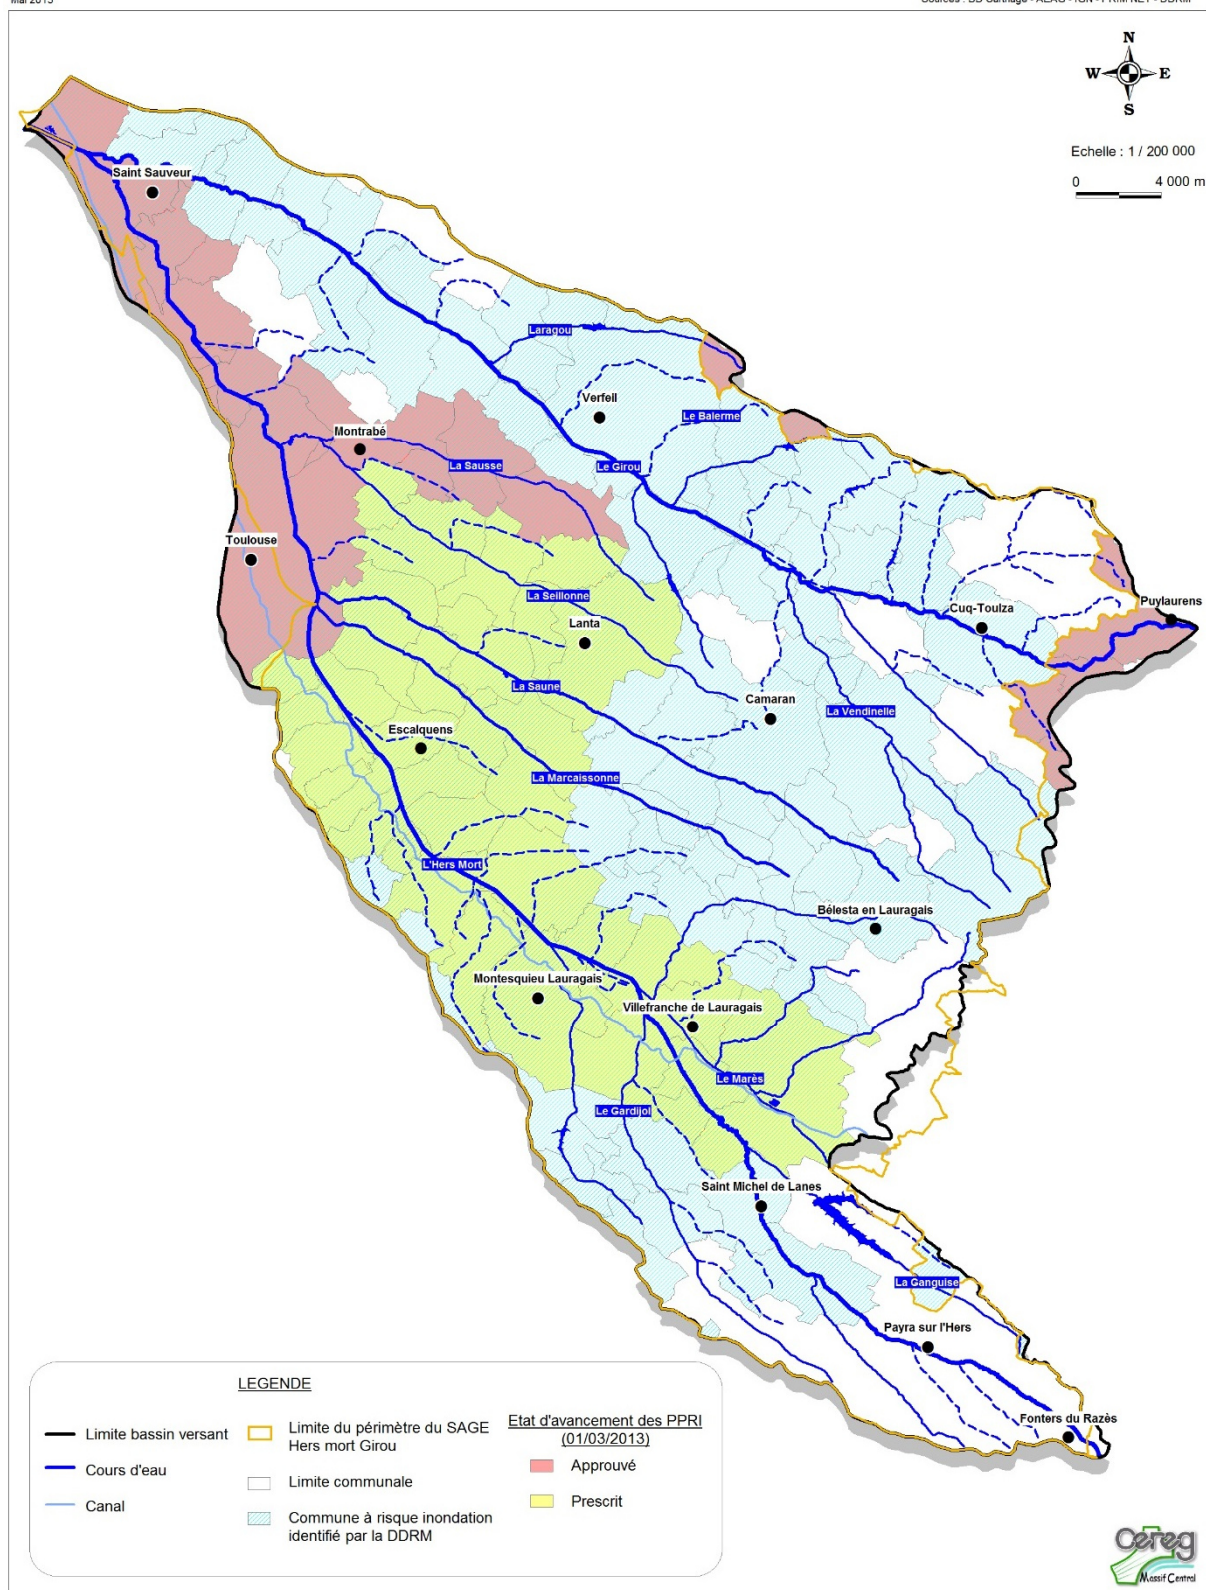 mai 2013
Sources : BD Carthage - AEAG - IGN - PRIM NET - DDRM
N
W E
S
Echelle : 1 / 200 000
0 4 000 m
Saint Sauveur
Laragou
Verfeil
Le Balerme
Montrabé
La Sausse
Le Girou
Toulouse
La Seillonne
Cuq-Toulza
Puylaurens
Lanta
La Saune
Camaran
La Vendinelle
Escalquens
La Marcaissonne
L'Hers Mort
Bélesta en Lauragais
Montesquieu Lauragais
Villefranche de Lauragais
Le Marès
Le Gardijol
Saint Michel de Lanes
La Ganguise
Payra sur l'Hers
Fonters du Razès
LEGENDE
Limite bassin versant
Cours d'eau
Canal
Limite du périmètre du SAGE
Hers mort Girou
Limite communale
Commune à risque inondation
identifié par la DDRM
Etat d'avancement des PPRI
(01/03/2013)
Approuvé
Prescrit
Cereg
Massif Central